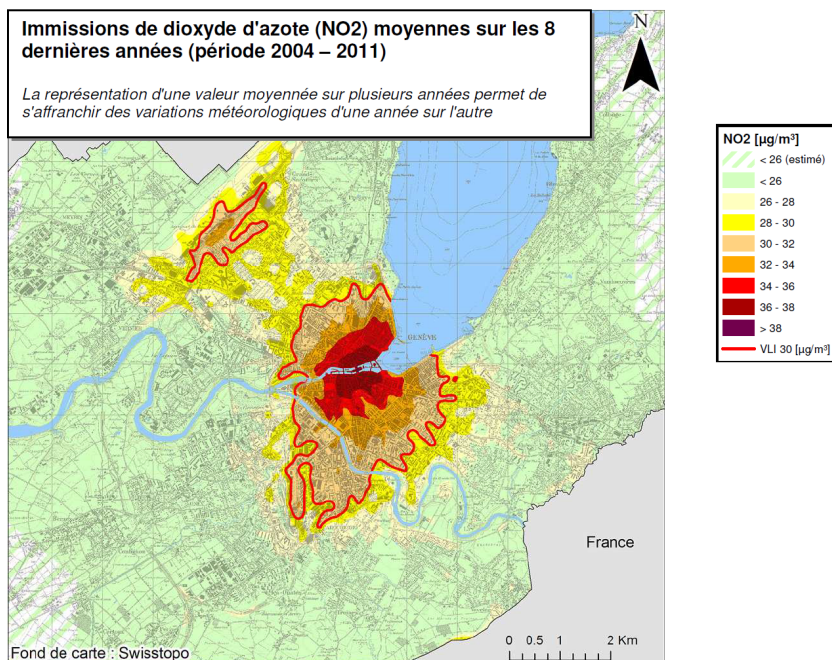 Immissions de dioxyde d'azote (NO2) moyennes sur les 8
dernières années (période 2004 – 2011)
La représentation d'une valeur moyennée sur plusieurs années permet de
s'affranchir des variations météorologiques d'une année sur l'autre
N
NO2 [µg/m³]
< 26 (estimé)
< 26
26 - 28
28 - 30
30 - 32
32 - 34
34 - 36
36 - 38
> 38
VLI 30 [µg/m³]
GENÈVE
France
Fond de carte : Swisstopo
0 0.5 1 2 Km